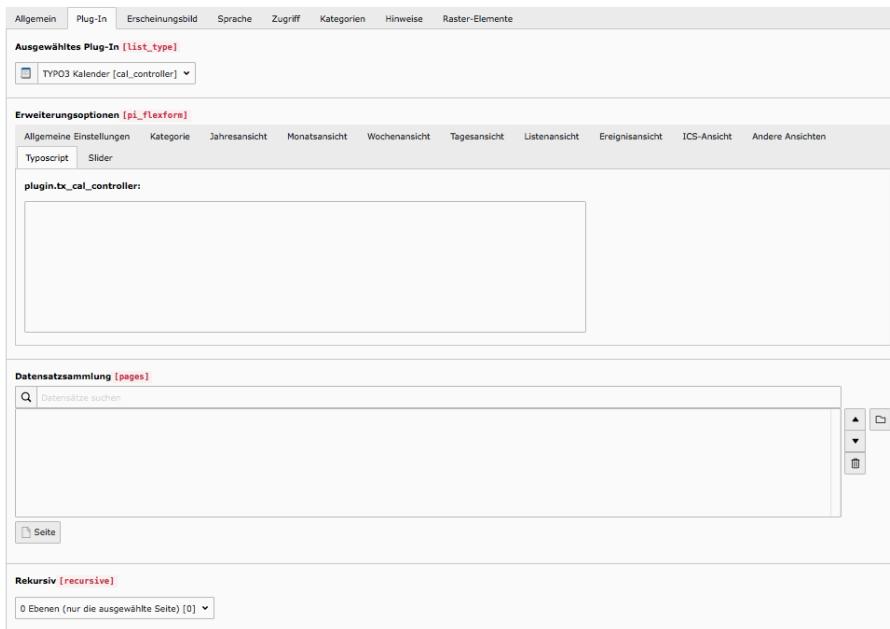 Allgemein Plug-In Erscheinungsbild Sprache Zugriff Kategorien Hinweise Raster-Elemente
Ausgewähltes Plug-In [list_type]
TYPO3 Kalender [cal_controller]
Erweiterungsoptionen [pi_flexform]
Allgemeine Einstellungen Kategorie Jahresansicht Monatsansicht Wochenansicht Tagesansicht Listenansicht Ereignisansicht ICS-Ansicht Andere Ansichten
Typoscript Slider
plugin.tx_cal_controller:
Datensatzsammlung [pages]
Datensätze suchen
Seite
Rekursiv [recursive]
0 Ebenen (nur die ausgewählte Seite) [0]